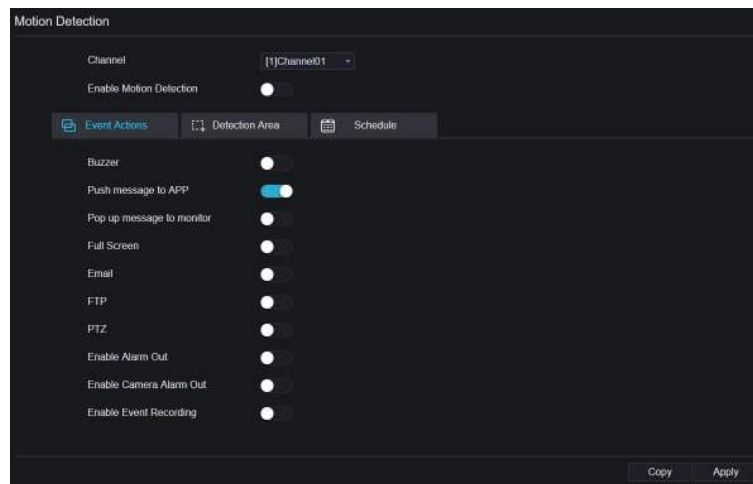 Motion Detection
Channel [1]Channel01
Enable Motion Detection
Event Actions Detection Area Schedule
Buzzer
Push message to APP
Pop up message to monitor
Full Screen
Email
FTP
PTZ
Enable Alarm Out
Enable Camera Alarm Out
Enable Event Recording
Copy Apply